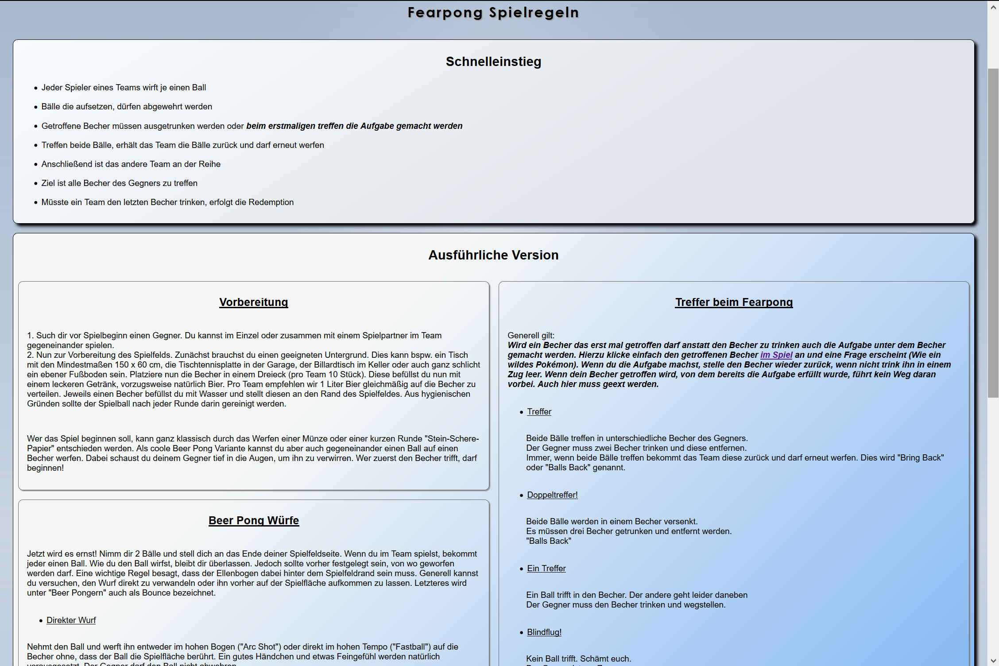 Fearpong Spielregeln
Schnelleinstieg
• Jeder Spieler eines Teams wirft je einen Ball
• Bälle die aufsetzen, dürfen abgewehrt werden
• Getroffene Becher müssen ausgetrunken werden oder beim erstmaligen treffen die Aufgabe gemacht werden
• Treffen beide Bälle, erhält das Team die Bälle zurück und darf erneut werfen
• Anschließend ist das andere Team an der Reihe
• Ziel ist alle Becher des Gegners zu treffen
• Müsste ein Team den letzten Becher trinken, erfolgt die Redemption
Ausführliche Version
Vorbereitung
1. Such dir vor Spielbeginn einen Gegner. Du kannst im Einzel oder zusammen mit einem Spielpartner im Team
gegeneinander spielen.
2. Nun zur Vorbereitung des Spielfelds. Zunächst brauchst du einen geeigneten Untergrund. Dies kann bspw. ein Tisch
mit den Mindestmaßen 150 x 60 cm, die Tischtennisplatte in der Garage, der Billardtisch im Keller oder auch ganz schlicht
ein ebener Fußboden sein. Platziere nun die Becher in einem Dreieck (pro Team 10 Stück). Diese befüllst du nun mit
einem leckeren Getränk, vorzugsweise natürlich Bier. Pro Team empfehlen wir 1 Liter Bier gleichmäßig auf die Becher zu
verteilen. Jeweils einen Becher befüllst du mit Wasser und stellt diesen an den Rand des Spielfeldes. Aus hygienischen
Gründen sollte der Spielball nach jeder Runde darin gereinigt werden.
Wer das Spiel beginnen soll, kann ganz klassisch durch das Werfen einer Münze oder einer kurzen Runde "Stein-Schere-
Papier" entschieden werden. Als coole Beer Pong Variante kannst du aber auch gegeneinander einen Ball auf einen
Becher werfen. Dabei schaust du deinem Gegner tief in die Augen, um ihn zu verwirren. Wer zuerst den Becher trifft, darf
beginnen!
Beer Pong Würfe
Jetzt wird es ernst! Nimm dir 2 Bälle und stell dich an das Ende deiner Spielfeldseite. Wenn du im Team spielst, bekommt
jeder einen Ball. Wie du den Ball wirfst, bleibt dir überlassen. Jedoch sollte vorher festgelegt sein, von wo geworfen
werden darf. Eine wichtige Regel besagt, dass der Ellenbogen dabei hinter dem Spielfeldrand sein muss. Generell kannst
du versuchen, den Wurf direkt zu verwandeln oder ihn vorher auf der Spielfläche aufkommen zu lassen. Letzteres wird
unter "Beer Pongern" auch als Bounce bezeichnet.
• Direkter Wurf
Nehmt den Ball und werft ihn entweder im hohen Bogen ("Arc Shot") oder direkt im hohen Tempo ("Fastball") auf die
Becher ohne, dass der Ball die Spielfläche berührt. Ein gutes Händchen und etwas Feingefühl werden natürlich
vorausgesetzt. Der Gegner darf den Ball nicht abwehren.
Treffer beim Fearpong
Generell gilt:
Wird ein Becher das erst mal getroffen darf anstatt den Becher zu trinken auch die Aufgabe unter dem Becher
gemacht werden. Hierzu klicke einfach den getroffenen Becher im Spiel an und eine Frage erscheint (Wie ein
wildes Pokémon). Wenn du die Aufgabe machst, stelle den Becher wieder zurück, wenn nicht trink ihn in einem
Zug leer. Wenn dein Becher getroffen wird, von dem bereits die Aufgabe erfüllt wurde, führt kein Weg daran
vorbei. Auch hier muss geext werden.
• Treffer
Beide Bälle treffen in unterschiedliche Becher des Gegners.
Der Gegner muss zwei Becher trinken und diese entfernen.
Immer, wenn beide Bälle treffen bekommt das Team diese zurück und darf erneut werfen. Dies wird "Bring Back"
oder "Balls Back" genannt.
• Doppeltreffer!
Beide Bälle werden in einem Becher versenkt.
Es müssen drei Becher getrunken und entfernt werden.
"Balls Back"
• Ein Treffer
Ein Ball trifft in den Becher. Der andere geht leider daneben
Der Gegner muss den Becher trinken und wegstellen.
• Blindflug!
Kein Ball trifft. Schämt euch.